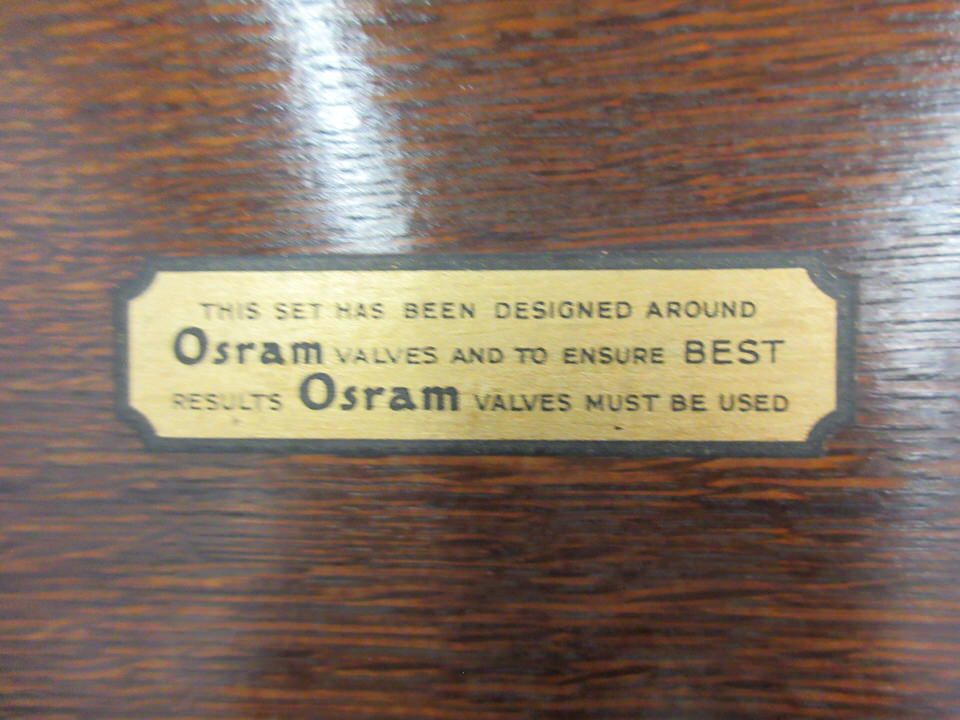 THIS SET HAS BEEN DESIGNED AROUND
Osram VALVES AND TO ENSURE BEST
RESULTS Osram VALVES MUST BE USED